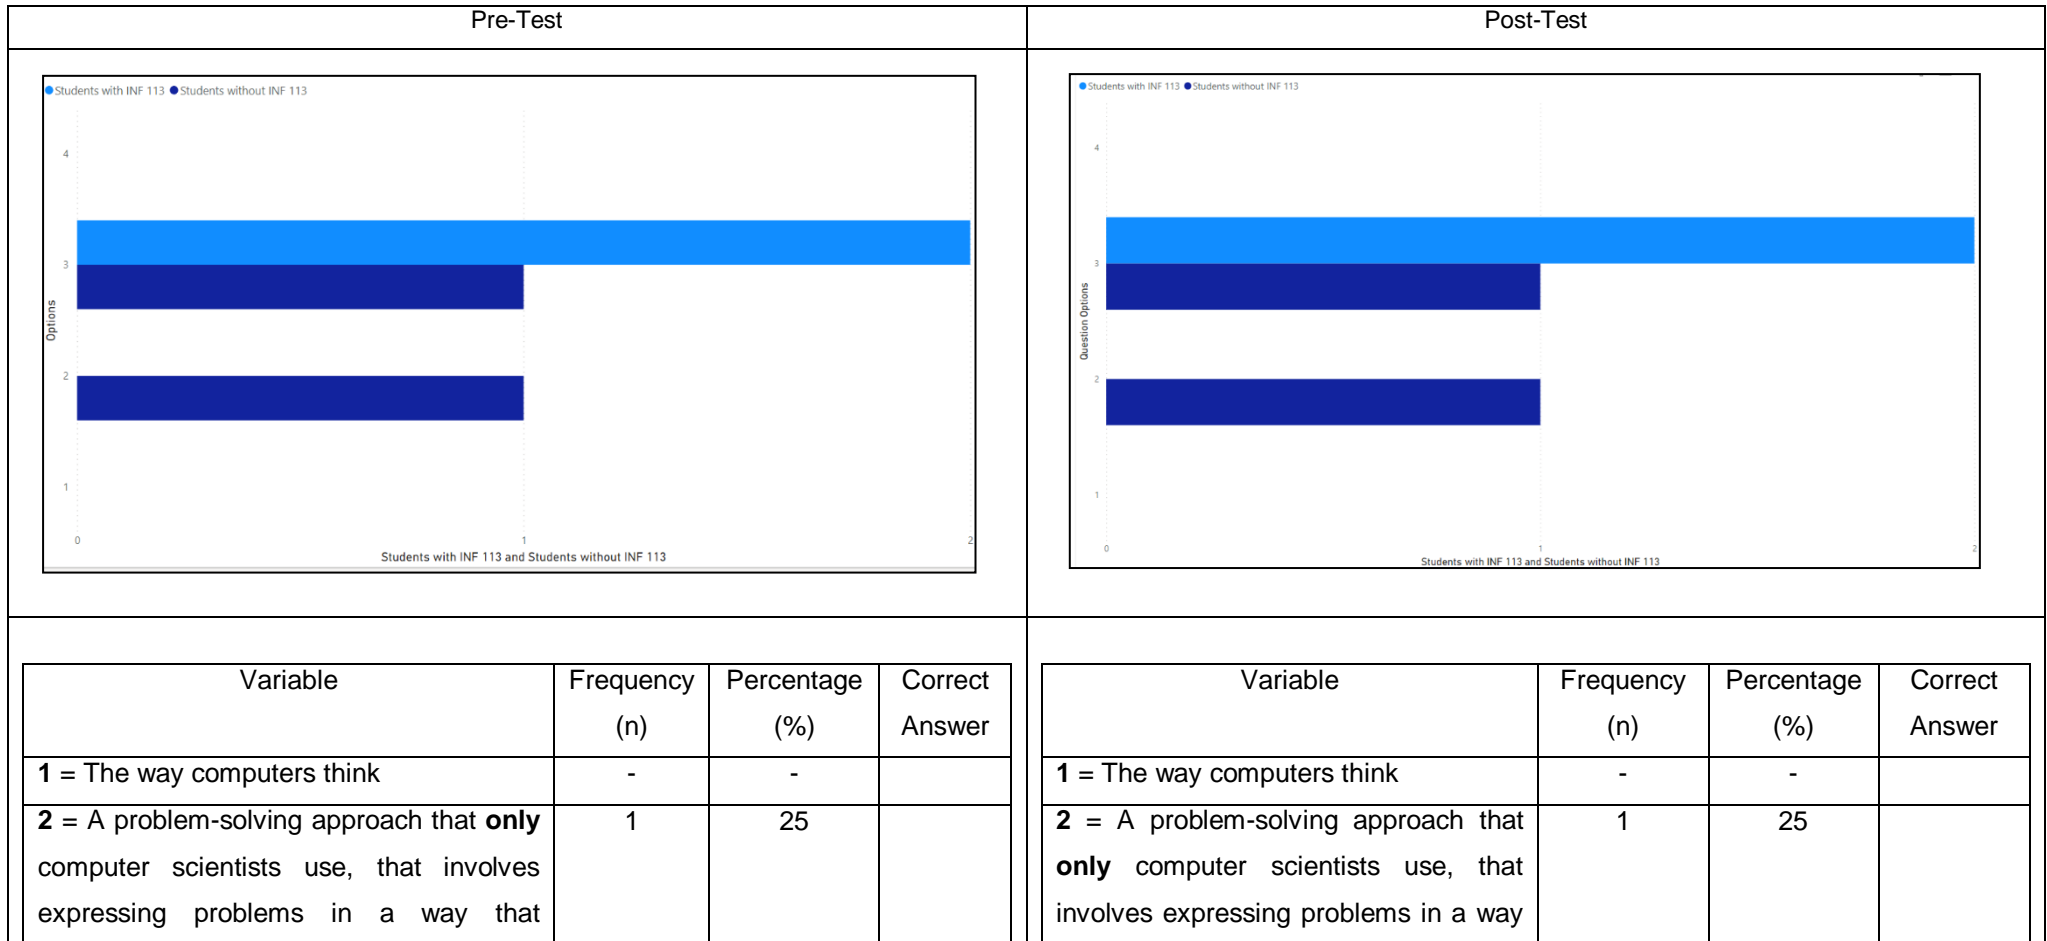 Pre-Test
Post-Test
Students with INF 113 Students without INF 113
4
3
2
1
Options
0 1 2
Students with INF 113 and Students without INF 113
Students with INF 113 Students without INF 113
4
3
2
1
Question Options
0 1 2
Students with INF 113 and Students without INF 113
Variable Frequency (n) Percentage (%) Correct Answer
1 = The way computers think - -
2 = A problem-solving approach that only 1 25
computer scientists use, that involves
expressing problems in a way that
Variable Frequency (n) Percentage (%) Correct Answer
1 = The way computers think - -
2 = A problem-solving approach that 1 25
only computer scientists use, that
involves expressing problems in a way